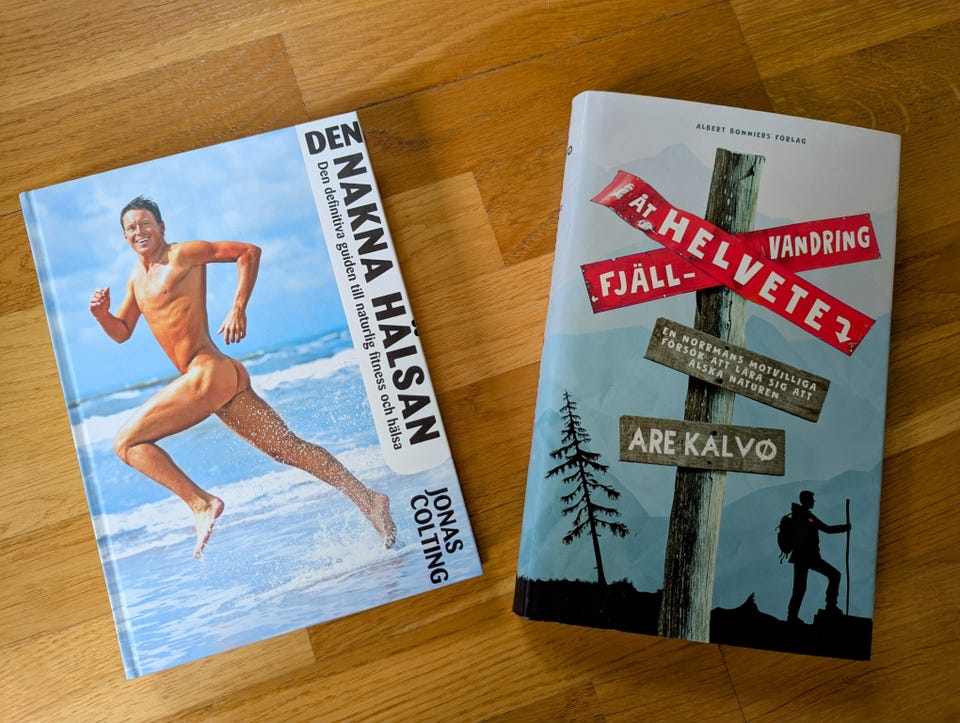 DEN
NAKNA HÄLSAN
Den definitiva guiden till naturlig fitness och hälsa
JONAS
COLTING
ALBERT BONNIERS FÖRLAG
ÅT HELVETE
FJÄLL-VANDRING
EN NORRMANS MOTVILLIGA
FÖRSÖK ATT LÄRA SIG ATT
ÄLSKA NATUREN
ARE KALVØ